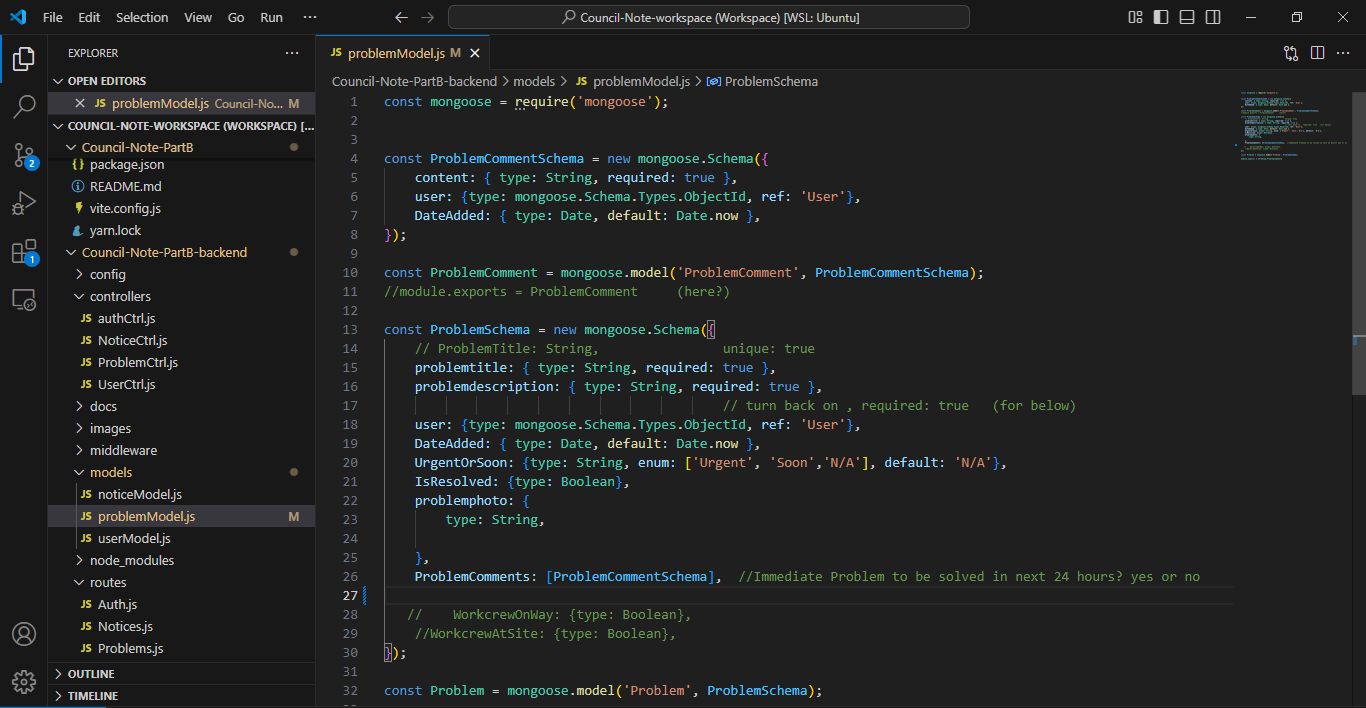 File Edit Selection View Go Run ··· Council-Note-workspace (Workspace) [WSL: Ubuntu]
EXPLORER ···
OPEN EDITORS
JS problemModel.js Council-No... M
COUNCIL-NOTE-WORKSPACE (WORKSPACE) [...
Council-Note-PartB
{} package.json
README.md
vite.config.js
yarn.lock
Council-Note-PartB-backend
config
controllers
JS authCtrl.js
JS NoticeCtrl.js
JS ProblemCtrl.js
JS UserCtrl.js
docs
images
middleware
models
JS noticeModel.js
JS problemModel.js M
JS userModel.js
node_modules
routes
JS Auth.js
JS Notices.js
JS Problems.js
OUTLINE
TIMELINE
2
1
JS problemModel.js M
Council-Note-PartB-backend > models > JS problemModel.js > ProblemSchema
1 const mongoose = require('mongoose');
2
3
4 const ProblemCommentSchema = new mongoose.Schema({
5 content: { type: String, required: true },
6 user: {type: mongoose.Schema.Types.ObjectId, ref: 'User'},
7 DateAdded: { type: Date, default: Date.now },
8 });
9
10 const ProblemComment = mongoose.model('ProblemComment', ProblemCommentSchema);
11 //module.exports = ProblemComment (here?)
12
13 const ProblemSchema = new mongoose.Schema({
14 // ProblemTitle: String, unique: true
15 problemtitle: { type: String, required: true },
16 problemdescription: { type: String, required: true },
17 // turn back on , required: true (for below)
18 user: {type: mongoose.Schema.Types.ObjectId, ref: 'User'},
19 DateAdded: { type: Date, default: Date.now },
20 UrgentOrSoon: {type: String, enum: ['Urgent', 'Soon','N/A'], default: 'N/A'},
21 IsResolved: {type: Boolean},
22 problemphoto: {
23 type: String,
24
25 },
26 ProblemComments: [ProblemCommentSchema], //Immediate Problem to be solved in next 24 hours? yes or no
27
28 // WorkcrewOnWay: {type: Boolean},
29 //WorkcrewAtSite: {type: Boolean},
30 });
31
32 const Problem = mongoose.model('Problem', ProblemSchema);